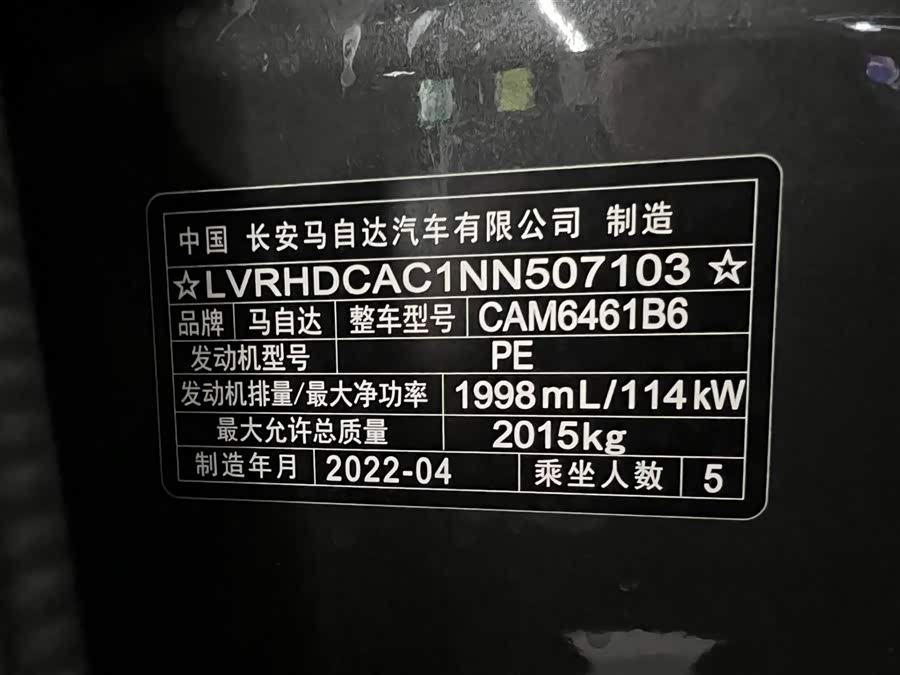 中国 长安马自达汽车有限公司 制造
☆LVRHDCAC1NN507103☆
品牌 马自达 整车型号 CAM6461B6
发动机型号 PE
发动机排量/最大净功率 1998mL/114kW
最大允许总质量 2015kg
制造年月 2022-04 乘坐人数 5